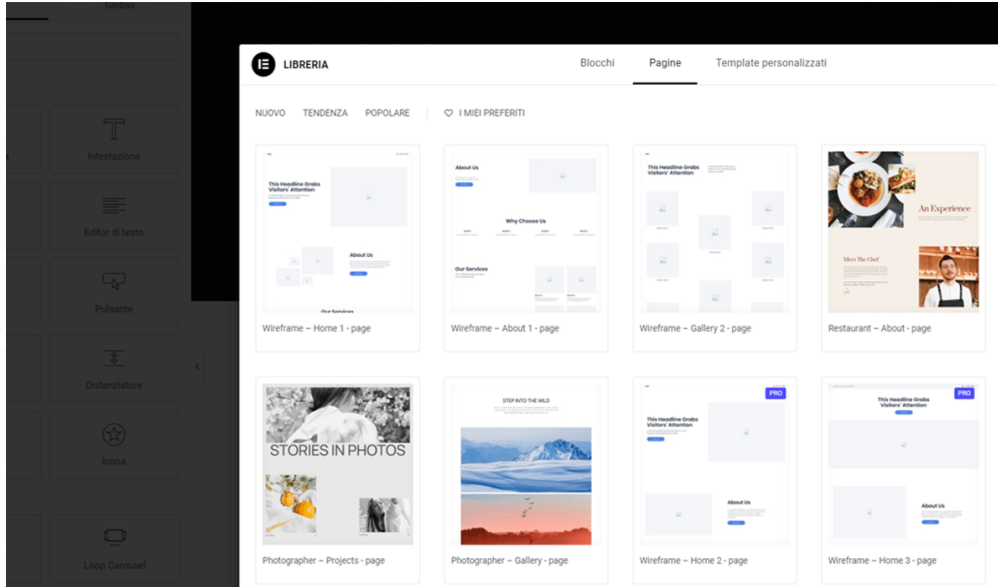 Globali
LIBRERIA
Blocchi
Pagine
Template personalizzati
NUOVO
TENDENZA
POPOLARE
I MIEI PREFERITI
Intestazione
Editor di testo
Pulsante
Distanziatore
Icona
Loop Carousel
This Headline Grabs
Visitors' Attention
About Us
Our Services
Wireframe – Home 1 - page
About Us
Why Choose Us
Our Services
Wireframe – About 1 - page
This Headline Grabs
Visitors' Attention
Wireframe – Gallery 2 - page
An Experience
Meet The Chef
Restaurant – About - page
STORIES IN PHOTOS
Photographer – Projects - page
STEP INTO THE WILD
Photographer – Gallery - page
PRO
This Headline Grabs
Visitors' Attention
About Us
Wireframe – Home 2 - page
PRO
This Headline Grabs
Visitors' Attention
About Us
Wireframe – Home 3 - page